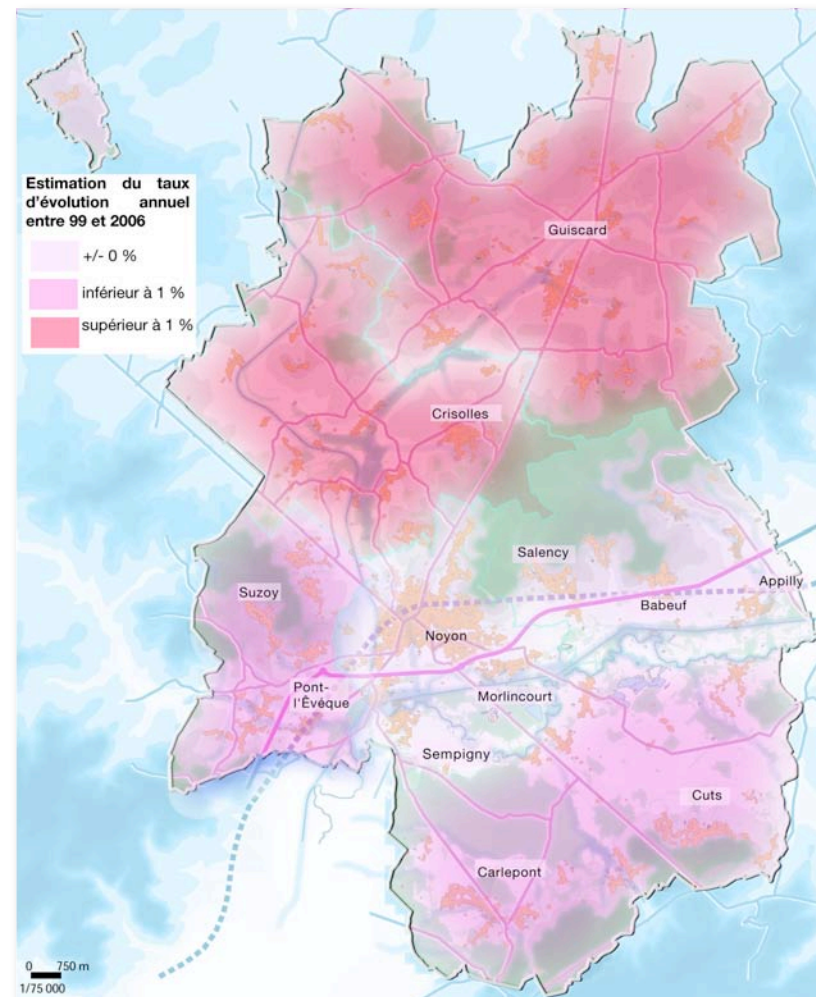 Estimation du taux
d'évolution annuel
entre 99 et 2006
+/- 0 %
inférieur à 1 %
supérieur à 1 %
Guiscard
Crisolles
Salency
Suzoy
Appilly
Babeuf
Noyon
Pont-
l'Évéque
Morlincourt
Sempigny
Cuts
Carlepont
0 750 m
1/75 000